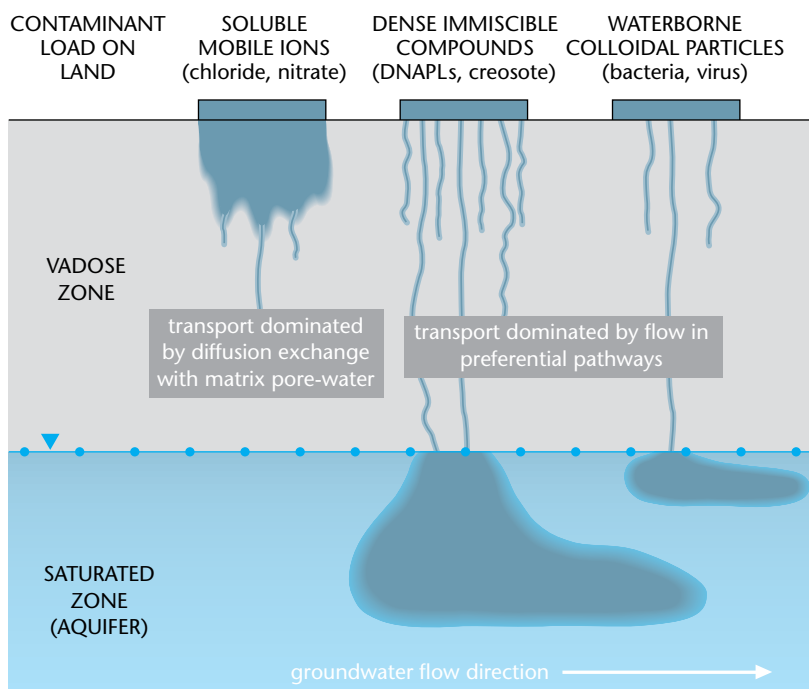 CONTAMINANT
LOAD ON
LAND
SOLUBLE
MOBILE IONS
(chloride, nitrate)
DENSE IMMISCIBLE
COMPOUNDS
(DNAPLs, creosote)
WATERBORNE
COLLOIDAL PARTICLES
(bacteria, virus)
VADOSE
ZONE
transport dominated
by diffusion exchange
with matrix pore-water
transport dominated by flow in
preferential pathways
SATURATED
ZONE
(AQUIFER)
groundwater flow direction